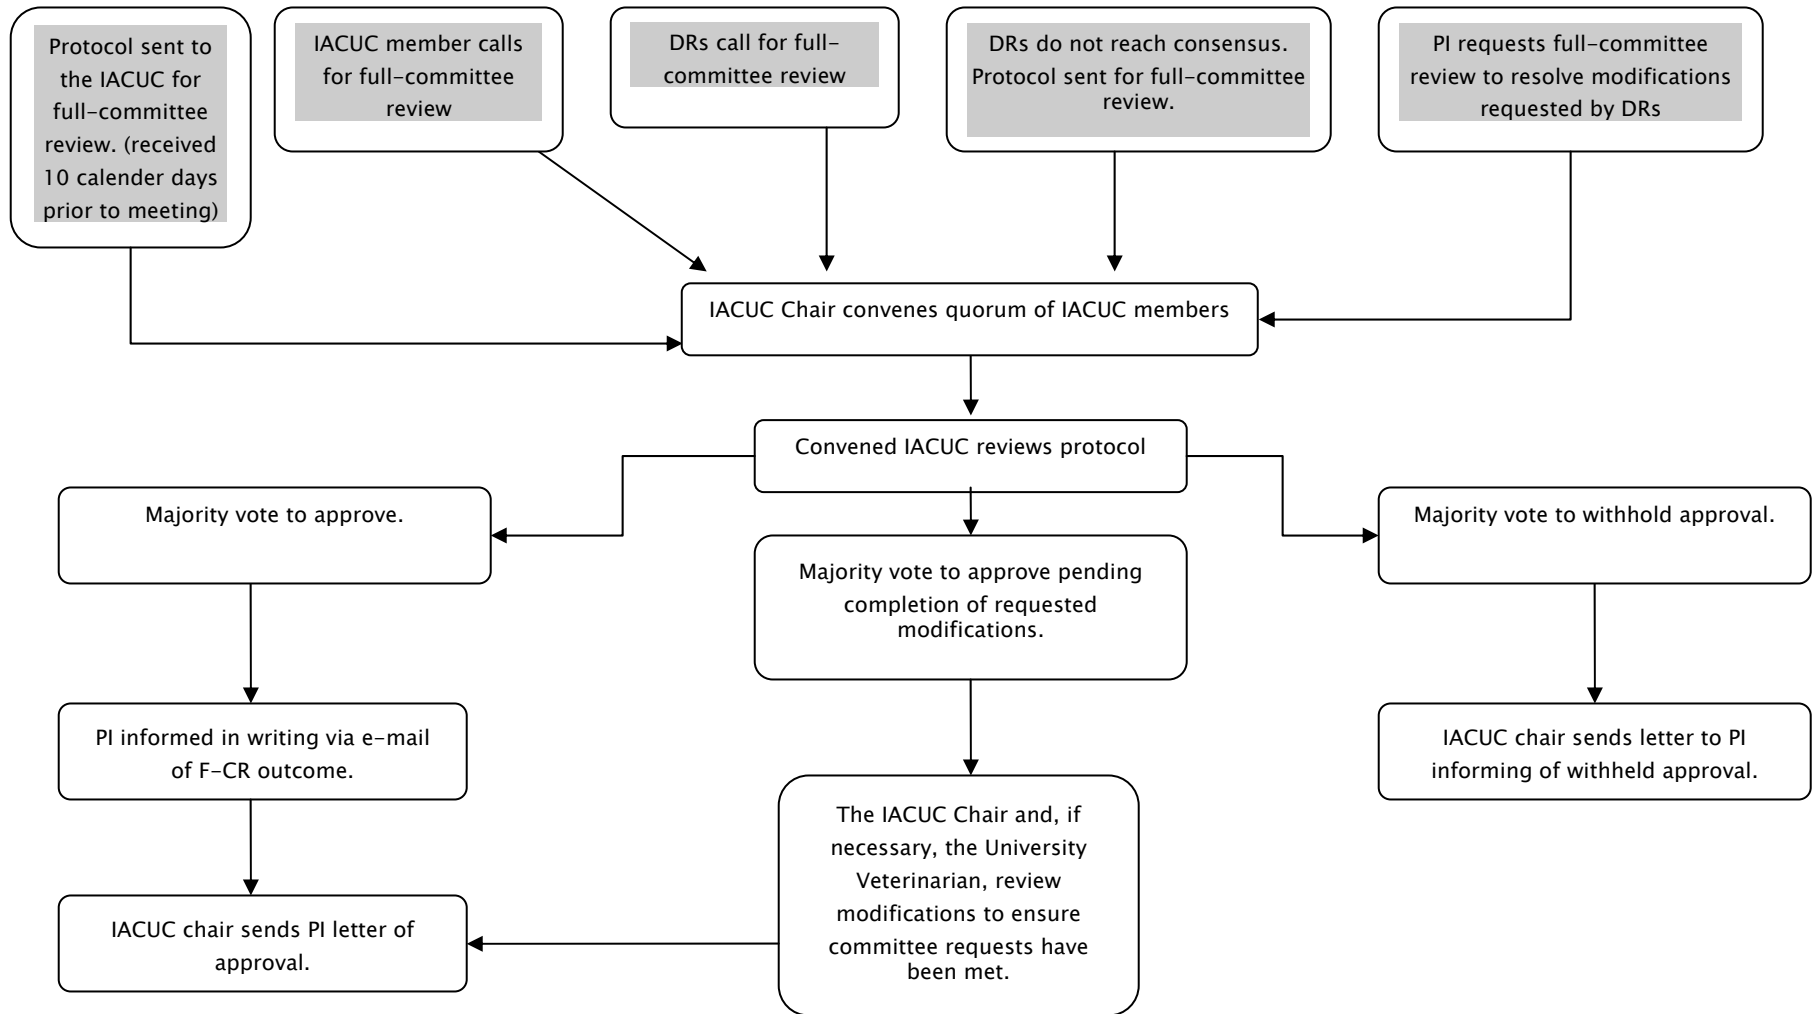 Protocol sent to
the IACUC for
full-committee
review. (received
10 calender days
prior to meeting)
IACUC member calls
for full-committee
review
DRs call for full-
committee review
DRs do not reach consensus.
Protocol sent for full-committee
review.
PI requests full-committee
review to resolve modifications
requested by DRs
IACUC Chair convenes quorum of IACUC members
Convened IACUC reviews protocol
Majority vote to approve.
Majority vote to approve pending
completion of requested
modifications.
Majority vote to withhold approval.
PI informed in writing via e-mail
of F-CR outcome.
IACUC chair sends letter to PI
informing of withheld approval.
The IACUC Chair and, if
necessary, the University
Veterinarian, review
modifications to ensure
committee requests have
been met.
IACUC chair sends PI letter of
approval.